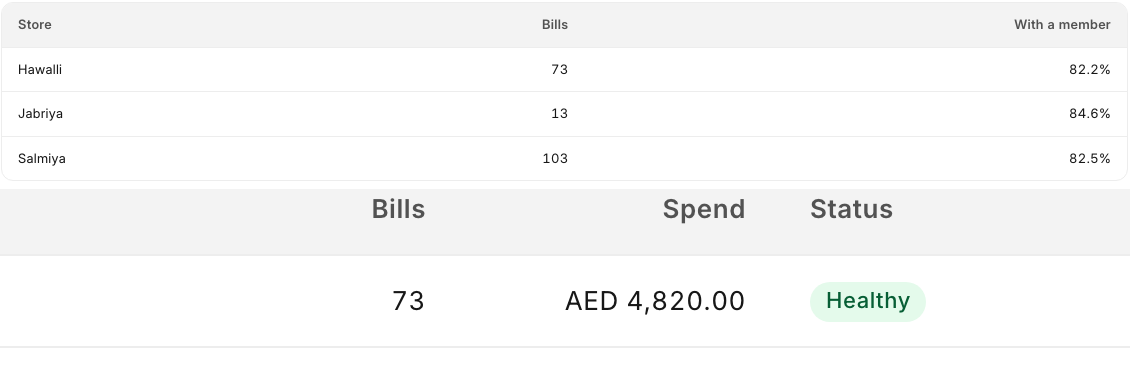 Store Bills With a member
Hawalli 73 82.2%
Jabriya 13 84.6%
Salmiya 103 82.5%
Bills Spend Status
73 AED 4,820.00 Healthy